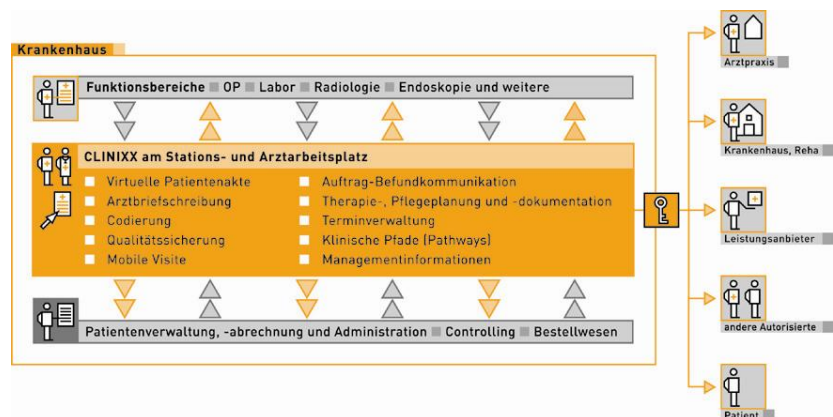 Krankenhaus
Funktionsbereiche OP Labor Radiologie Endoskopie und weitere
CLINIXX am Stations- und Arztarbeitsplatz
Virtuelle Patientenakte
Arztbriefschreibung
Codierung
Qualitätssicherung
Mobile Visite
Auftrag-Befundkommunikation
Therapie-, Pflegeplanung und -dokumentation
Terminverwaltung
Klinische Pfade (Pathways)
Managementinformationen
Patientenverwaltung, -abrechnung und Administration Controlling Bestellwesen
Arztpraxis
Krankenhaus, Reha
Leistungsanbieter
andere Autorisierte
Patient